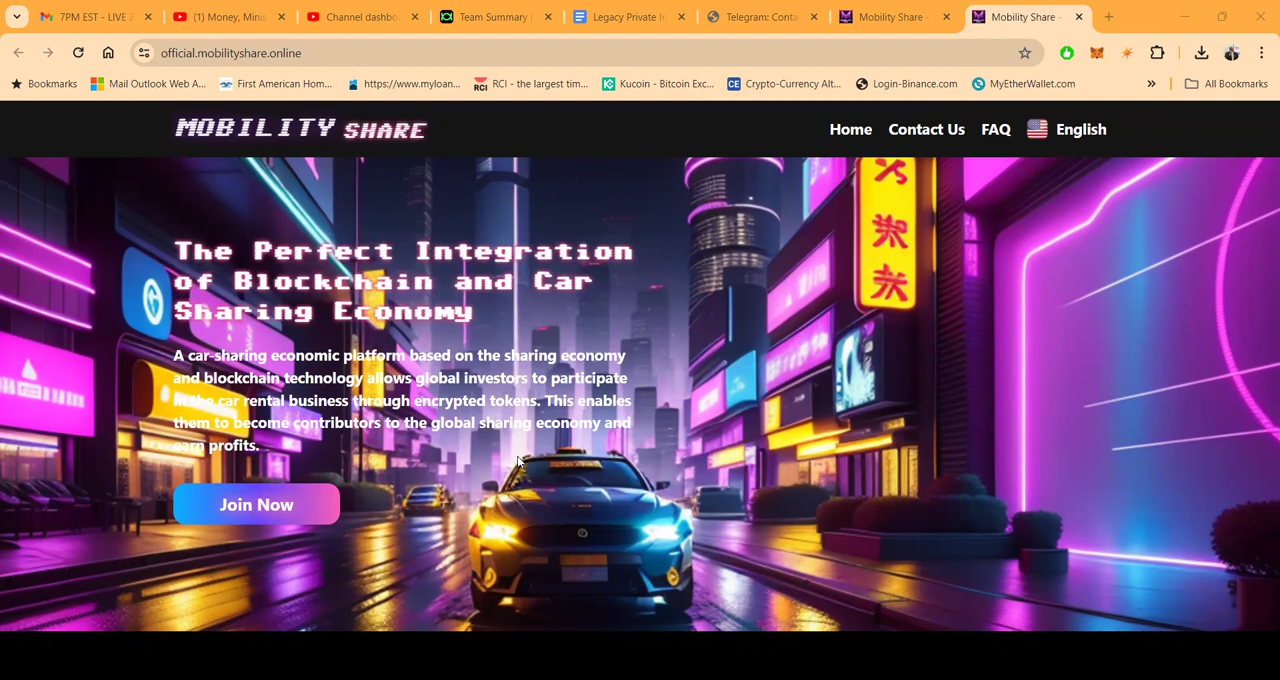 7PM EST - LIVE 2
(1) Money, Minis
Channel dashbo
Team Summary |
Legacy Private In
Telegram: Conta
Mobility Share -
Mobility Share -
official.mobilityshare.online
Bookmarks
Mail Outlook Web A...
First American Hom...
https://www.myloan...
RCI - the largest tim...
Kucoin - Bitcoin Exc...
Crypto-Currency Alt...
Login-Binance.com
MyEtherWallet.com
All Bookmarks
MOBILITY SHARE
Home
Contact Us
FAQ
English
The Perfect Integration
of Blockchain and Car
Sharing Economy
A car-sharing economic platform based on the sharing economy
and blockchain technology allows global investors to participate
in the car rental business through encrypted tokens. This enables
them to become contributors to the global sharing economy and
earn profits.
Join Now